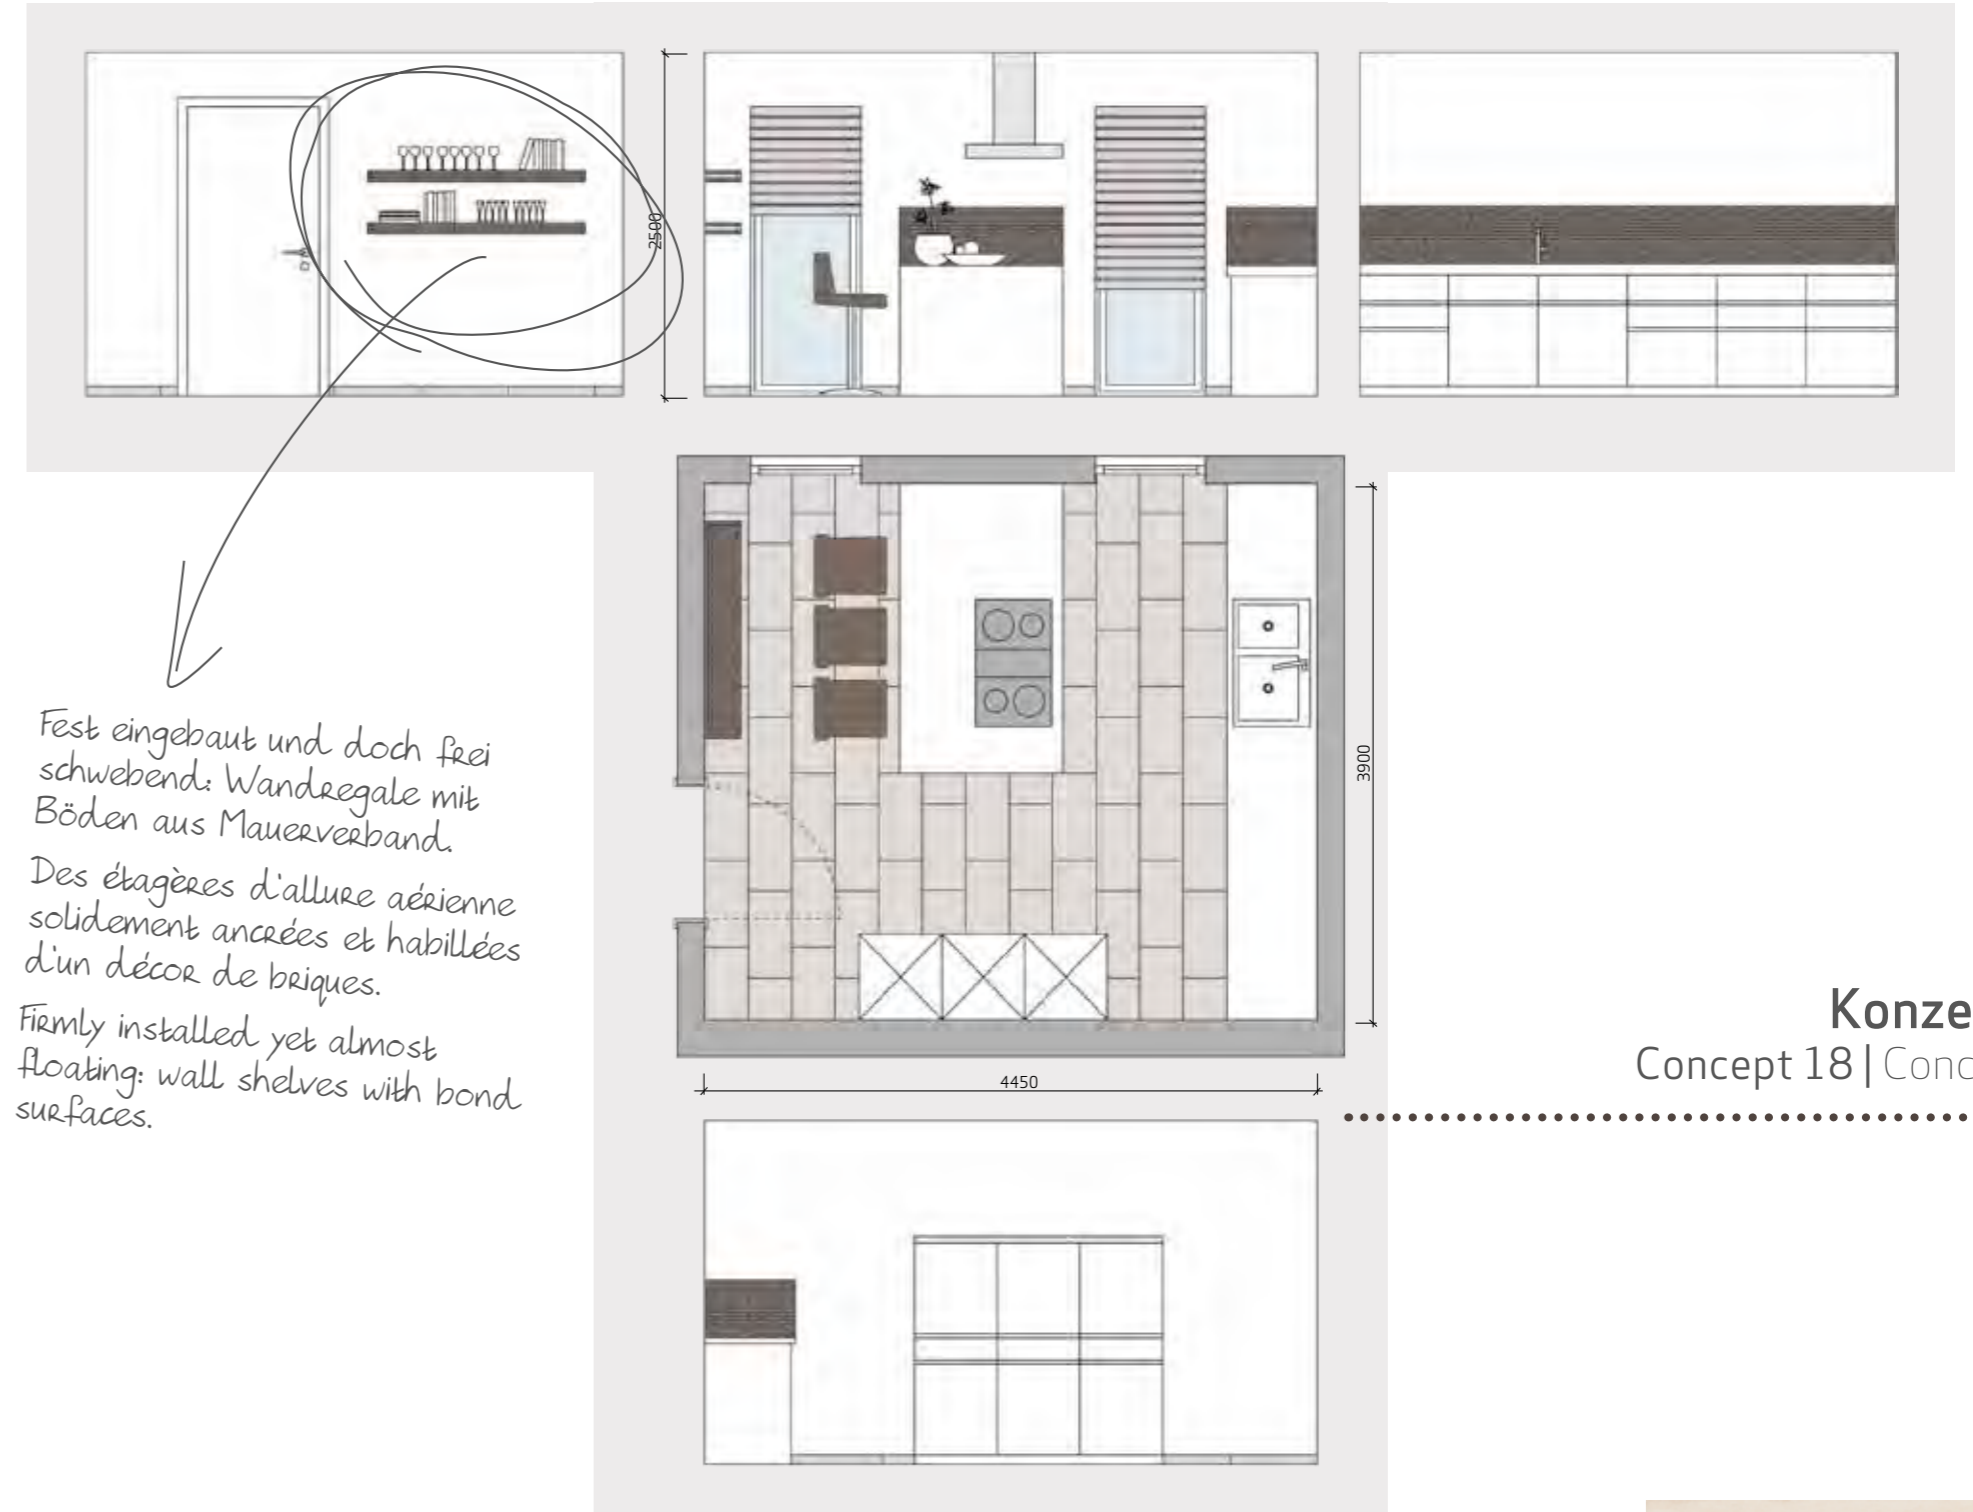 2500
3900
4450
Fest eingebaut und doch frei
schwebend: Wandregale mit
Böden aus Mauerverband.
Des étagères d'allure aérienne
solidement ancrées et habillées
d'un décor de briques.
Firmly installed yet almost
floating: wall shelves with bond
surfaces.
Konze
Concept 18 | Conc